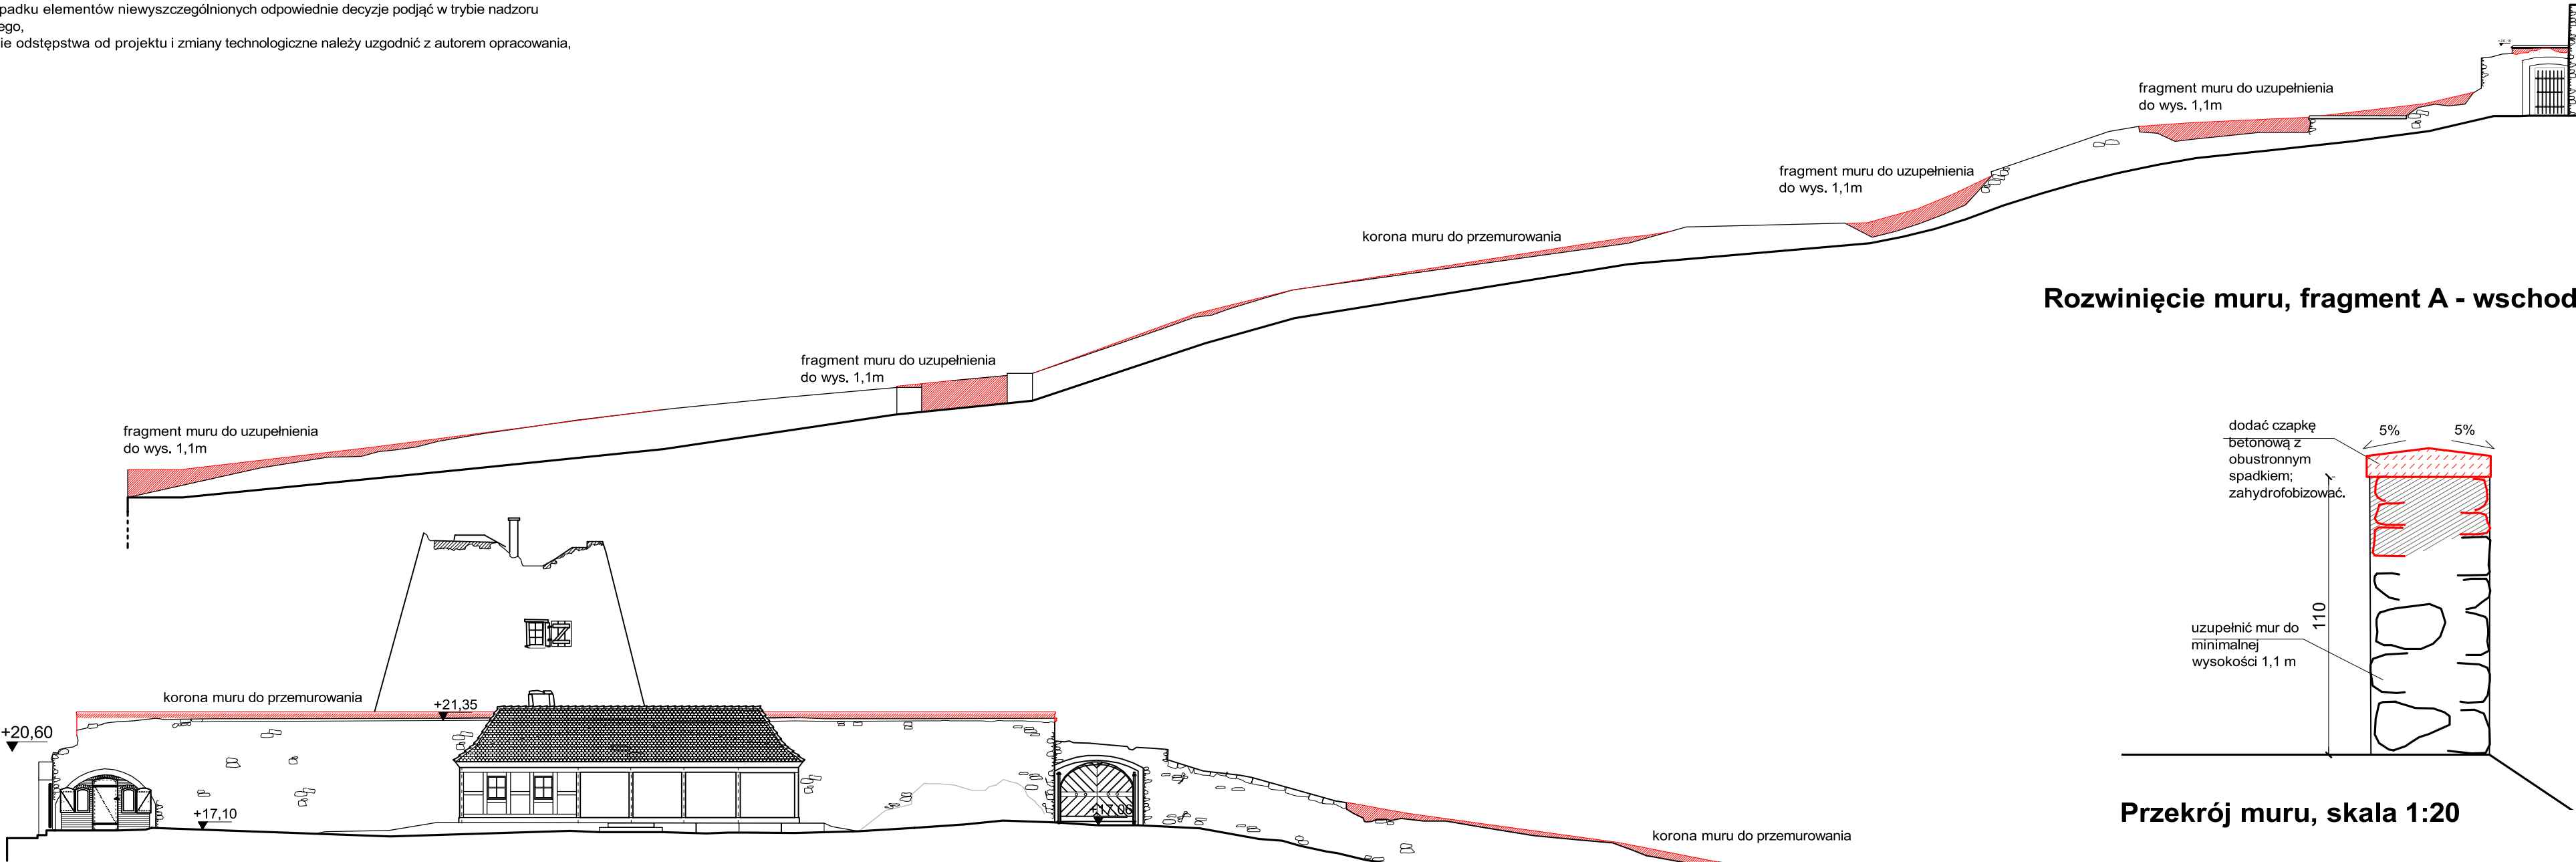 padku elementów niewyszczególnionych odpowiednie decyzje podjąć w trybie nadzoru
ego,
ie odstępstwa od projektu i zmiany technologiczne należy uzgodnić z autorem opracowania,
fragment muru do uzupełnienia
do wys. 1,1m
fragment muru do uzupełnienia
do wys. 1,1m
korona muru do przemurowania
Rozwinięcie muru, fragment A - wschod
fragment muru do uzupełnienia
do wys. 1,1m
fragment muru do uzupełnienia
do wys. 1,1m
dodać czapkę
betonową z
obustronnym
spadkiem;
zahydrofobizować.
5%
5%
110
uzupełnić mur do
minimalnej
wysokości 1,1 m
Przekrój muru, skala 1:20
korona muru do przemurowania
+21,35
+20,60
+17,10
+17,06
korona muru do przemurowania